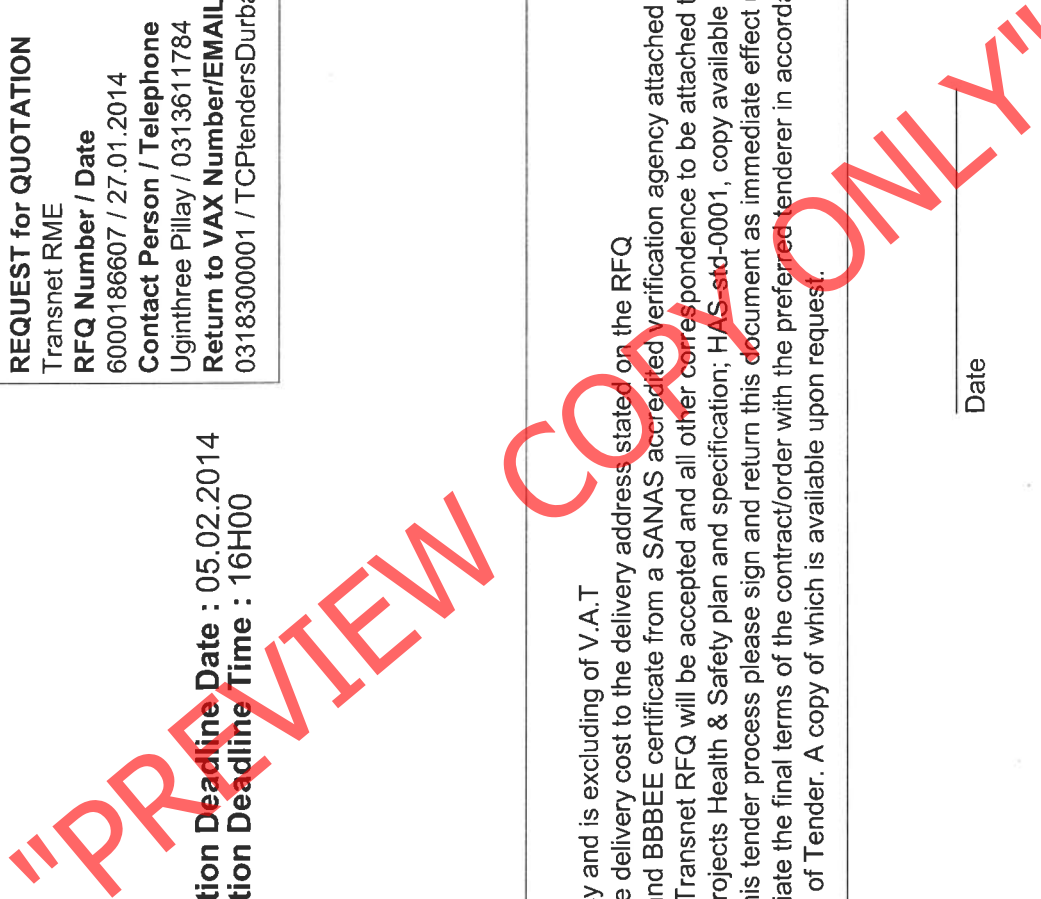 REQUEST for QUOTATION
Transnet RME
RFQ Number / Date
6000186607 / 27.01.2014
Contact Person / Telephone
Uginthree Pillay / 0313611784
Return to VAX Number/EMAIL
0318300001 / TCPtendersDurba
tion Deadline Date : 05.02.2014
tion Deadline Time : 16H00
y and is excluding of V.A.T
e delivery cost to the delivery address stated on the RFQ
nd BBBEE certificate from a SANAS accredited verification agency attached
Transnet RFQ will be accepted and all other correspondence to be attached t
rojects Health & Safety plan and specification; HAS-std-0001, copy available
his tender process please sign and return this document as immediate effect
iate the final terms of the contract/order with the preferred tenderer in accorda
of Tender. A copy of which is available upon request.
Date
"PREVIEW COPY ONLY"